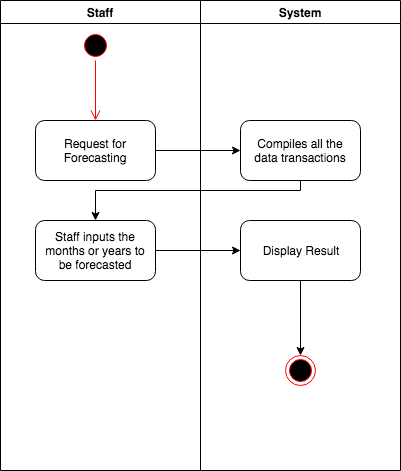 Staff
System
Request for
Forecasting
Compiles all the
data transactions
Staff inputs the
months or years to
be forecasted
Display Result